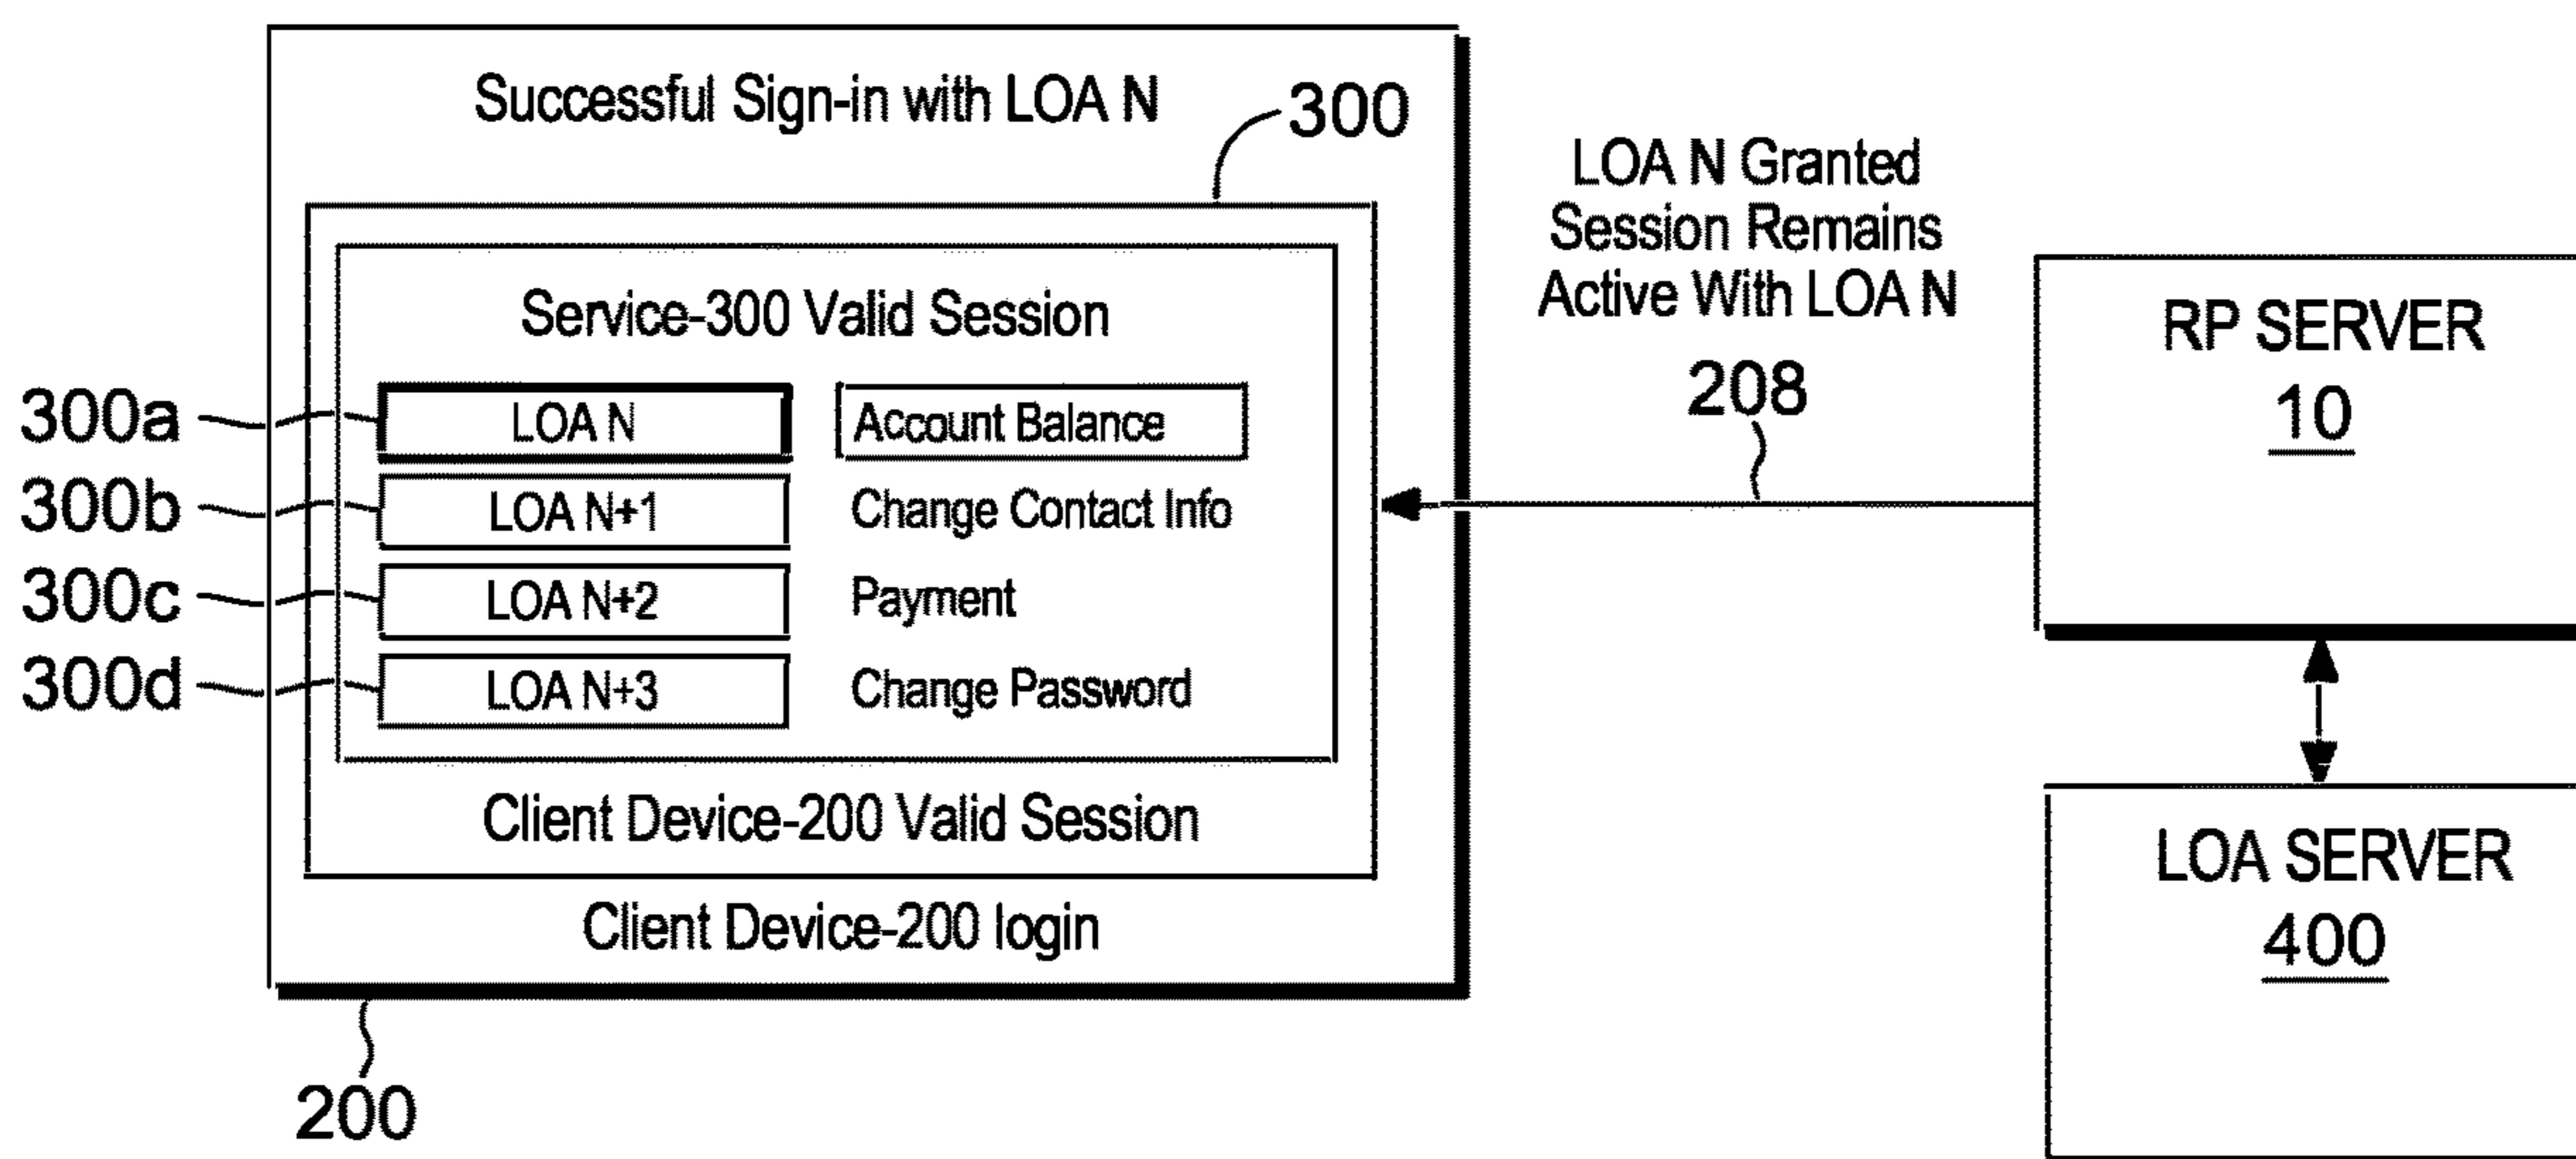 Successful Sign-in with LOA N
300
LOA N Granted
Session Remains
Active With LOA N
208
Service-300 Valid Session
300a
LOA N
Account Balance
300b
LOA N+1
Change Contact Info
300c
LOA N+2
Payment
300d
LOA N+3
Change Password
Client Device-200 Valid Session
Client Device-200 login
200
RP SERVER
10
LOA SERVER
400